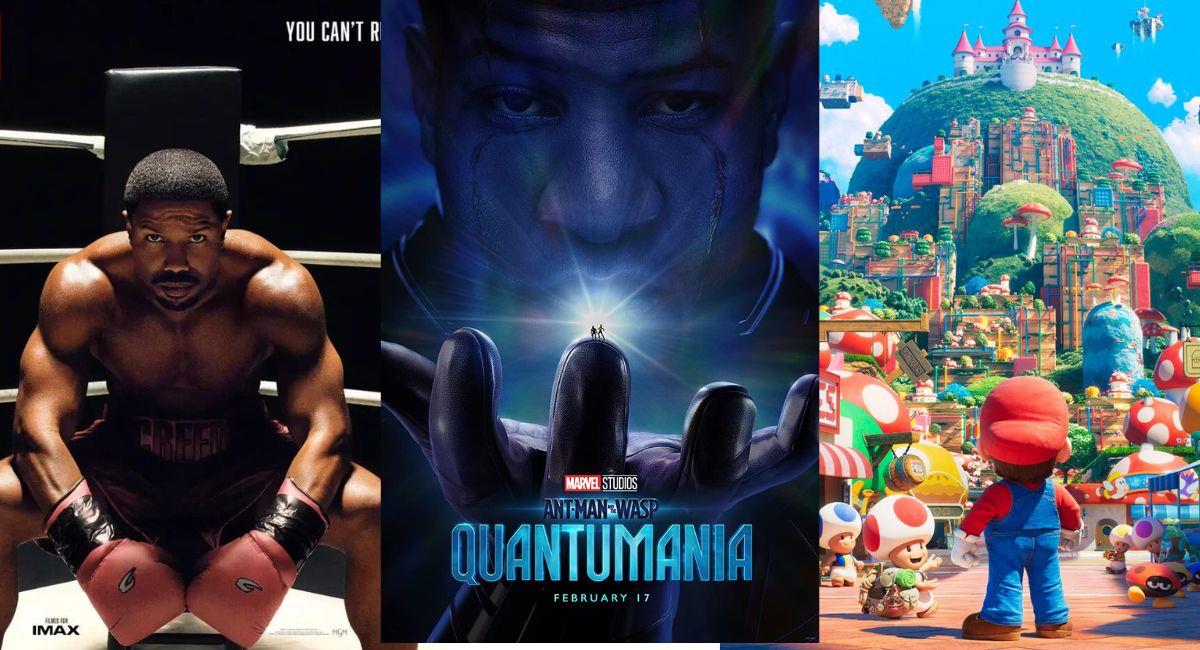 YOU CAN'T R
CREED
FILMED FOR
IMAX
MGM
MARVEL STUDIOS
ANT-MAN AND THE WASP
QUANTUMANIA
FEBRUARY 17